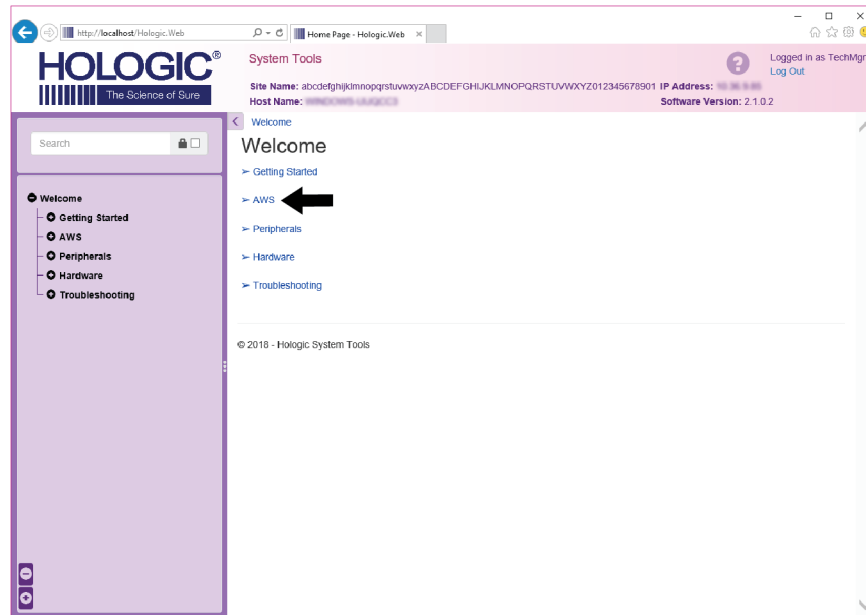 http://localhost/Hologic.Web
Home Page - Hologic.Web
HOLOGIC®
The Science of Sure
System Tools
Site Name: abcdefghijklmnopqrstuvwxyzABCDEFGHIJKLMNOPQRSTUVWXYZ012345678901 IP Address:
Host Name:
Software Version: 2.1.0.2
?
Logged in as TechMgr
Log Out
Search
Welcome
Getting Started
AWS
Peripherals
Hardware
Troubleshooting
Welcome
Welcome
➢ Getting Started
➢ AWS
➢ Peripherals
➢ Hardware
➢ Troubleshooting
© 2018 - Hologic System Tools